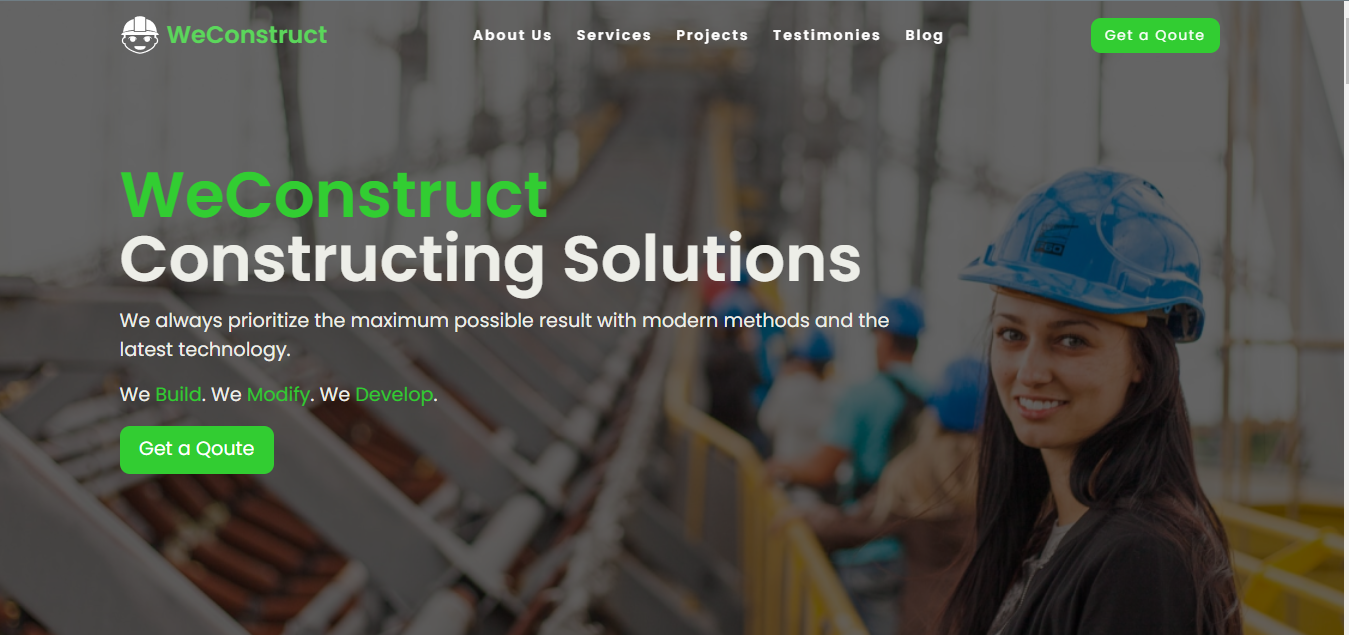 WeConstruct
About Us Services Projects Testimonies Blog
Get a Qoute
WeConstruct
Constructing Solutions
We always prioritize the maximum possible result with modern methods and the
latest technology.
We Build. We Modify. We Develop.
Get a Qoute